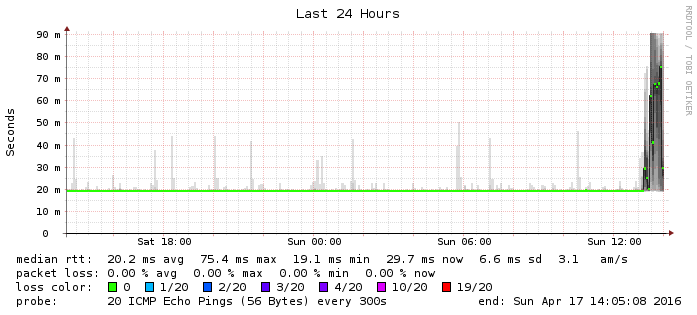 Last 24 Hours
RRDTOOL / TOBI OETIKER
Seconds
90 m
80 m
70 m
60 m
50 m
40 m
30 m
20 m
10 m
0
Sat 18:00 Sun 00:00 Sun 06:00 Sun 12:00
median rtt: 20.2 ms avg 75.4 ms max 19.1 ms min 29.7 ms now 6.6 ms sd 3.1 am/s
packet loss: 0.00 % avg 0.00 % max 0.00 % min 0.00 % now
loss color: 0 1/20 2/20 3/20 4/20 10/20 19/20
probe: 20 ICMP Echo Pings (56 Bytes) every 300s end: Sun Apr 17 14:05:08 2016